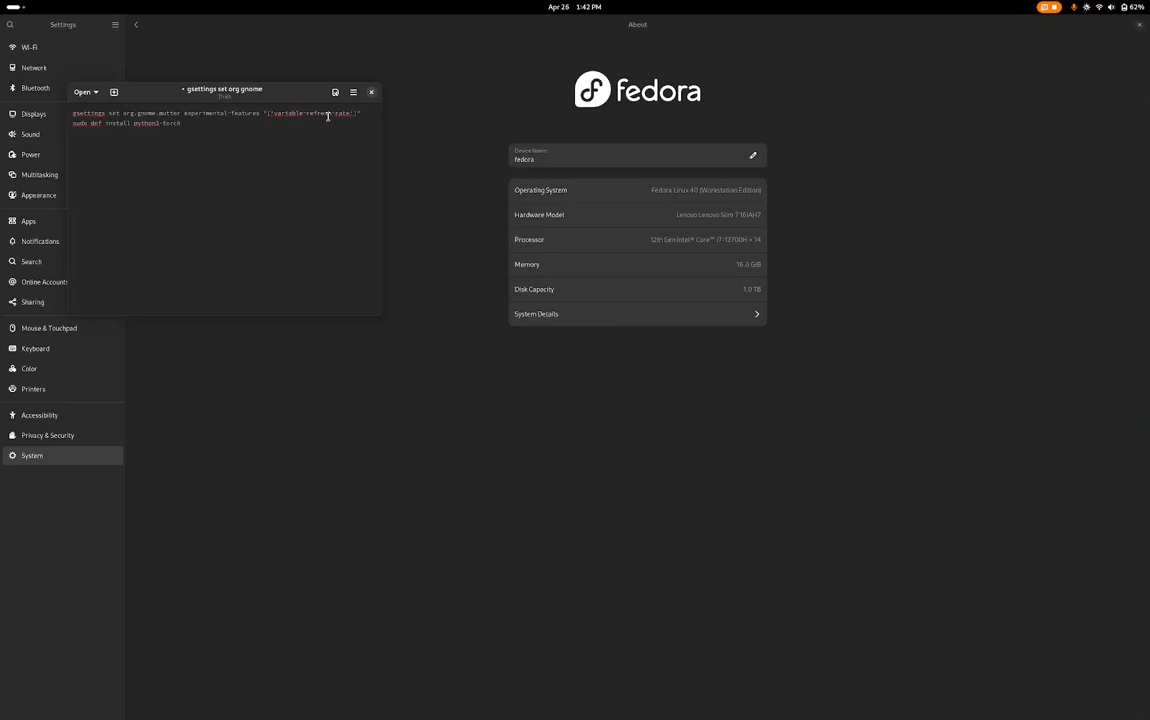 Apr 26 1:42 PM
62%
Settings
About
Wi-Fi
Network
Bluetooth
Displays
Sound
Power
Multitasking
Appearance
Apps
Notifications
Search
Online Accounts
Sharing
Mouse & Touchpad
Keyboard
Color
Printers
Accessibility
Privacy & Security
System
Open
• gsettings set org gnome
Draft
gsettings set org.gnome.mutter experimental-features "['variable-refresh-rate']"
sudo dnf install python3-torch
fedora
Device Name
fedora
Operating System Fedora Linux 40 (Workstation Edition)
Hardware Model Lenovo Lenovo Slim 7 16IAH7
Processor 12th Gen Intel® Core™ i7-12700H × 14
Memory 16.0 GiB
Disk Capacity 1.0 TB
System Details